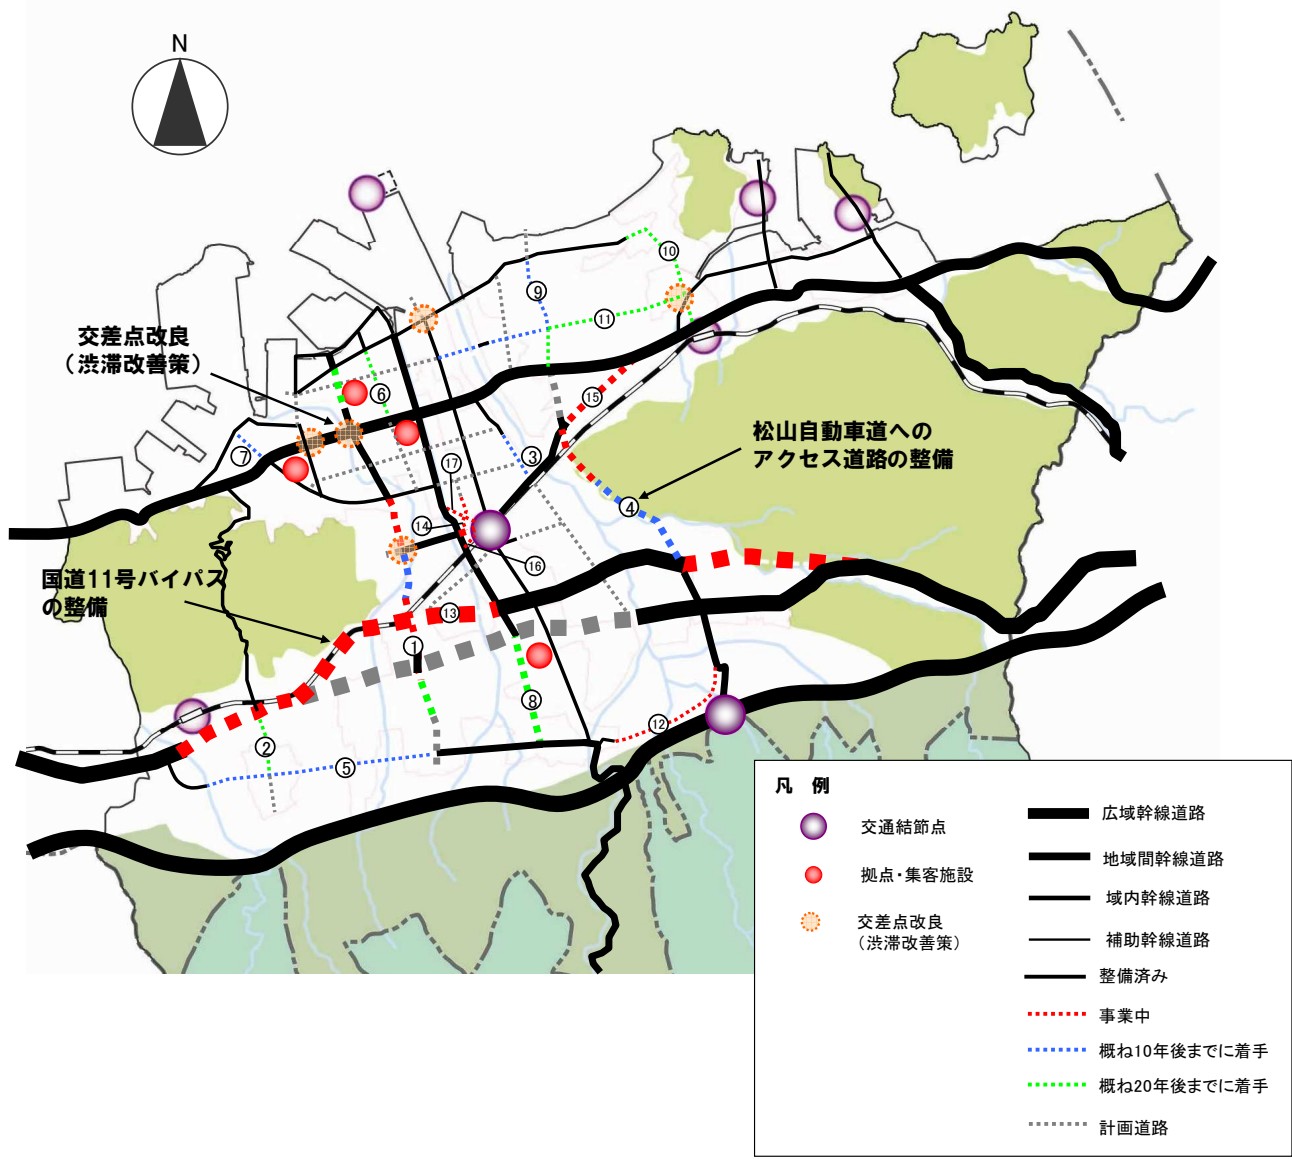 N
交差点改良
（渋滞改善策）
⑩
⑨
⑪
⑥
⑮
⑦
③
⑰
松山自動車道への
アクセス道路の整備
④
⑭
⑯
国道11号バイパス
の整備
⑬
①
⑧
②
⑤
⑫
凡 例
交通結節点
拠点・集客施設
交差点改良
（渋滞改善策）
広域幹線道路
地域間幹線道路
域内幹線道路
補助幹線道路
整備済み
事業中
概ね10年後までに着手
概ね20年後までに着手
計画道路